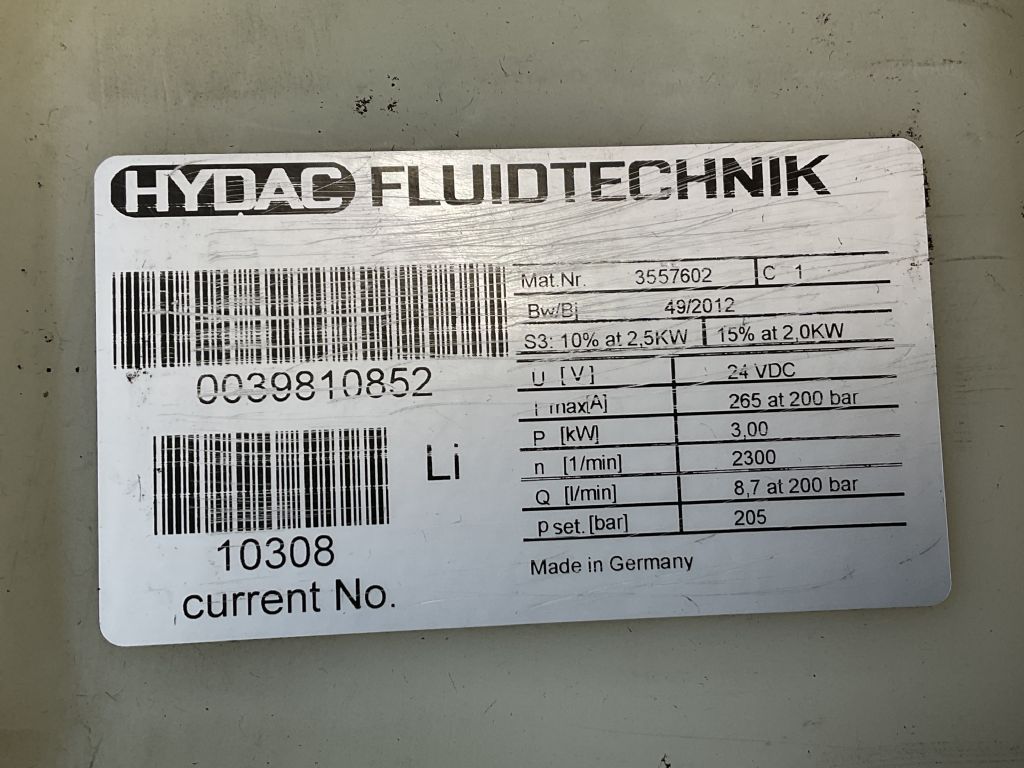 HYDAC FLUIDTECHNIK
0039810852
10308
current No.
Li
Mat.Nr. 3557602 C 1
Bw/Bj 49/2012
S3: 10% at 2,5KW 15% at 2,0KW
U [V] 24 VDC
I max[A] 265 at 200 bar
P [kW] 3,00
n [1/min] 2300
Q [l/min] 8,7 at 200 bar
p set. [bar] 205
Made in Germany